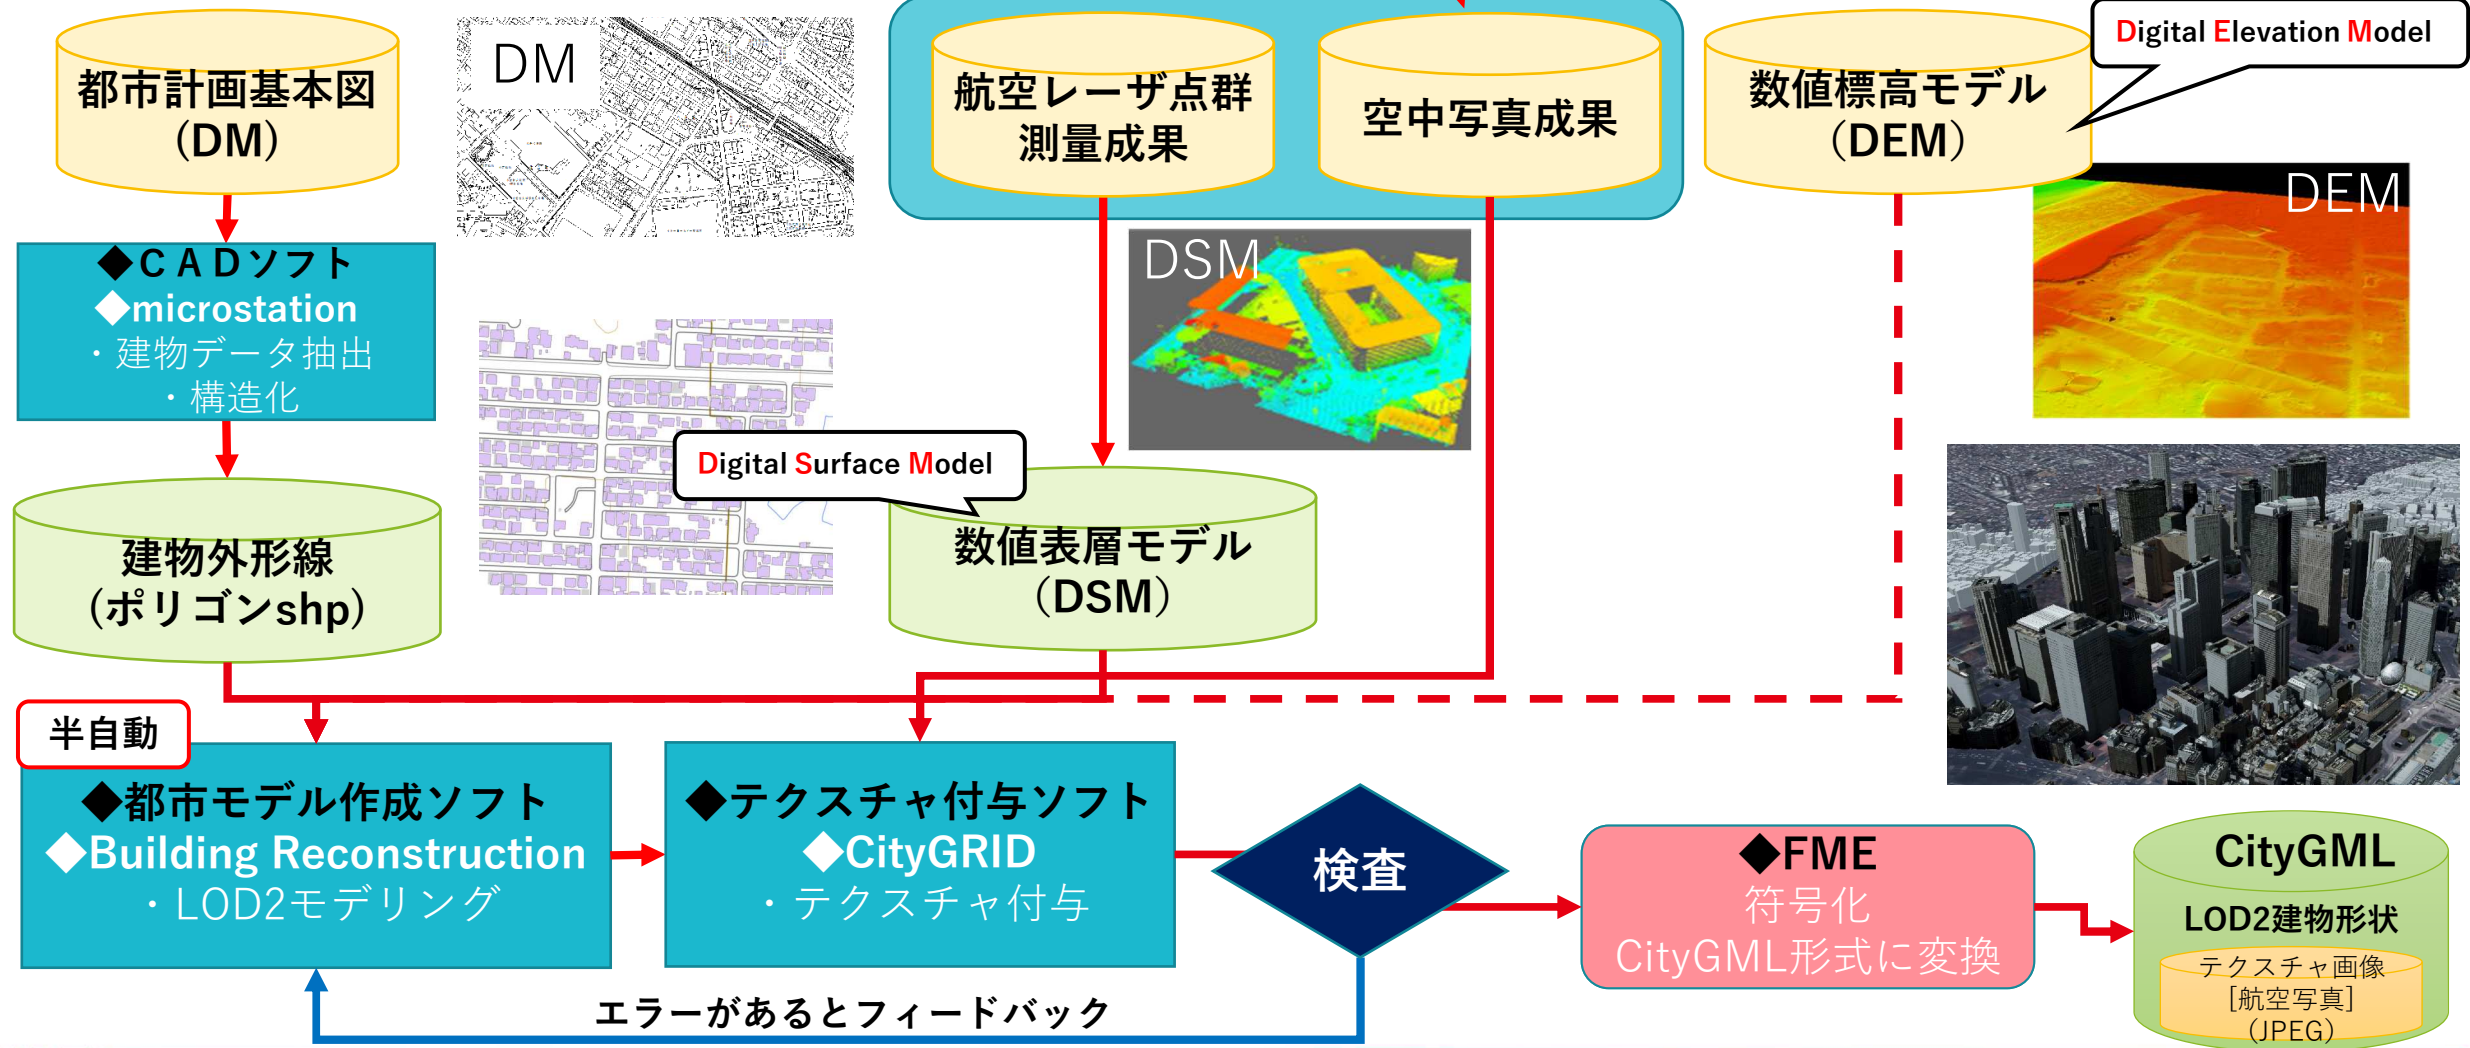 都市計画基本図
(DM)
DM
航空レーザ点群
測量成果
空中写真成果
数値標高モデル
（DEM）
Digital Elevation Model
DEM
◆ＣＡＤソフト
◆microstation
・建物データ抽出
・構造化
DSM
Digital Surface Model
建物外形線
(ポリゴンshp)
数値表層モデル
（DSM）
半自動
◆都市モデル作成ソフト
◆Building Reconstruction
・LOD2モデリング
◆テクスチャ付与ソフト
◆CityGRID
・テクスチャ付与
検査
◆FME
符号化
CityGML形式に変換
CityGML
LOD2建物形状
テクスチャ画像
[航空写真]
（JPEG）
エラーがあるとフィードバック